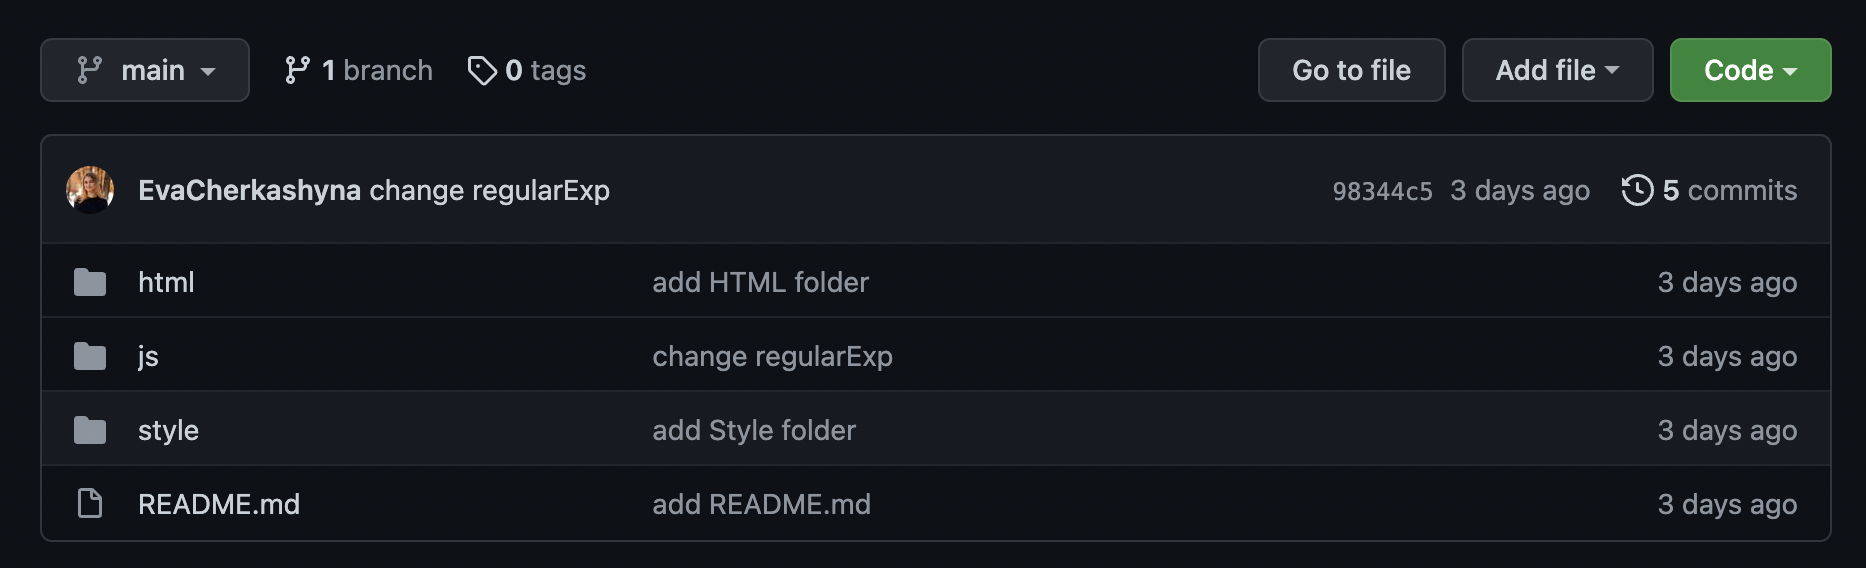 main 1 branch 0 tags Go to file Add file Code
EvaCherkashyna change regularExp 98344c5 3 days ago 5 commits
html add HTML folder 3 days ago
js change regularExp 3 days ago
style add Style folder 3 days ago
README.md add README.md 3 days ago